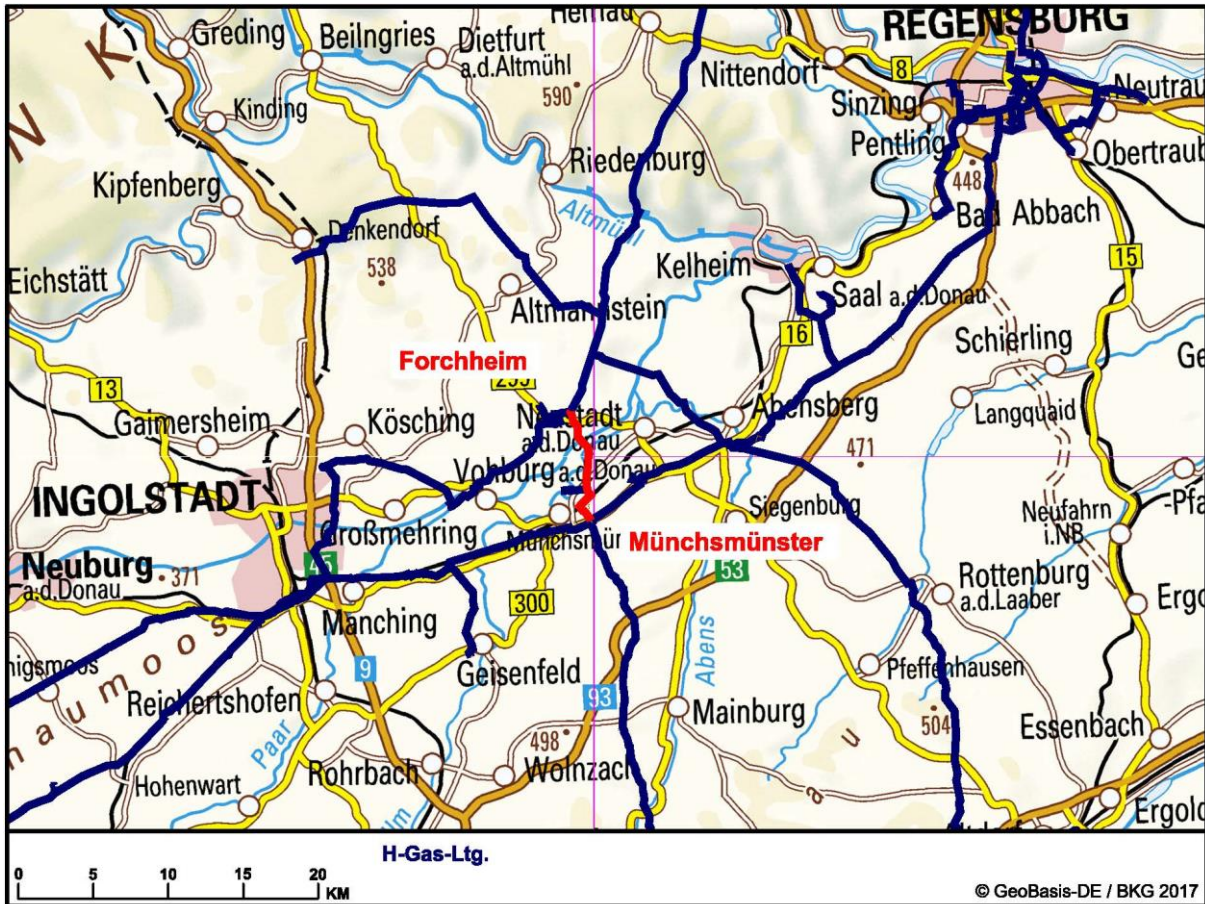 Greding
Beilngries
Dietfurt
a.d.Altmühl
Hemau
REGENSBURG
Nittendorf
8
Kinding
590
Sinzing
Neutraub
Pentling
Riedenburg
Obertraub
Kipfenberg
448
Altmühl
Bad Abbach
Denkendorf
15
Eichstätt
538
Kelheim
Altmannstein
Saal a.d.Donau
16
Schierling
Forchheim
299
13
Langquaid
Gaimersheim
Kösching
Neustadt
a.d.Donau
Abensberg
471
Vohburg a.d.Donau
INGOLSTADT
Siegenburg
Neufahrn
i.NB
Großmehring
Münchsmünster
Neuburg
a.d.Donau
371
45
53
Rottenburg
a.d.Laaber
Manching
300
Abens
Geisenfeld
Pfeffenhausen
9
93
Reichertshofen
Mainburg
504
Essenbach
Paar
498
Hohenwart
Rohrbach
Wolnzach
Ilm
H-Gas-Ltg.
0 5 10 15 20
KM
© GeoBasis-DE / BKG 2017